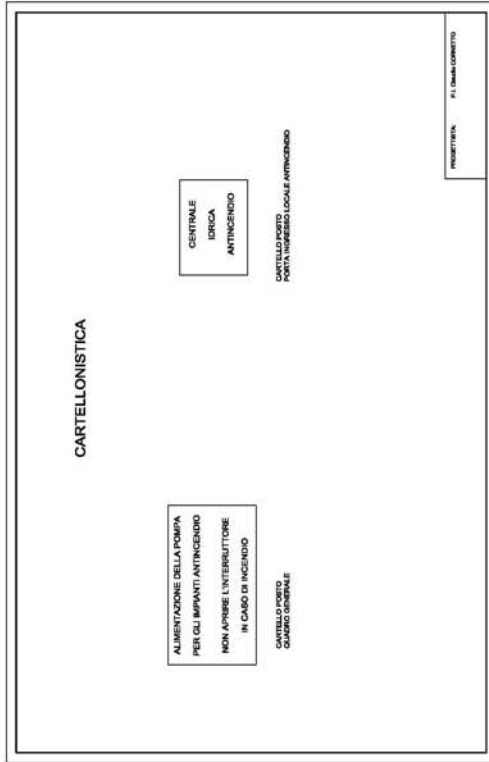 CARTELLONISTICA
ALIMENTAZIONE DELLA POMPA
PER GLI IMPIANTI ANTINCENDIO
NON APRIRE L'INTERRUTTORE
IN CASO DI INCENDIO
CARTELLO POSTO
QUADRO GENERALE
CENTRALE
IDRICA
ANTINCENDIO
CARTELLO POSTO
PORTA INGRESSO LOCALE ANTINCENDIO
PROGETTISTA: P.I. Claudio CORNETTO